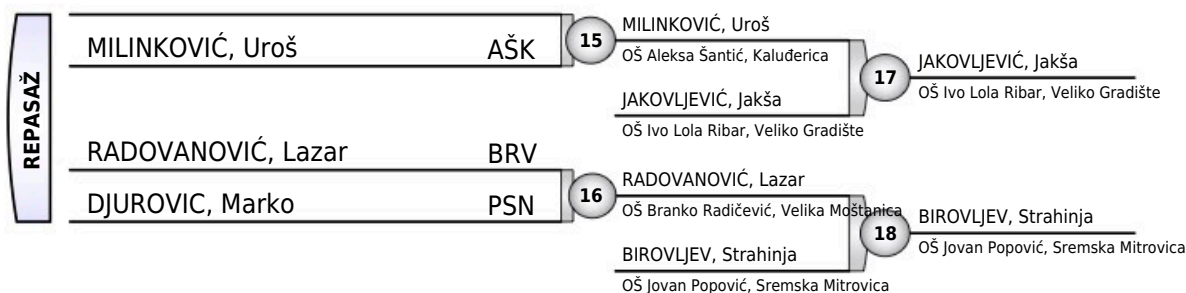 REPASAŽ
MILINKOVIĆ, Uroš AŠK
RADOVANOVIĆ, Lazar BRV
DJUROVIC, Marko PSN
15
MILINKOVIĆ, Uroš
OŠ Aleksa Šantić, Kaluđerica
JAKOVLJEVIĆ, Jakša
OŠ Ivo Lola Ribar, Veliko Gradište
16
RADOVANOVIĆ, Lazar
OŠ Branko Radičević, Velika Moštanica
BIROVLJEV, Strahinja
OŠ Jovan Popović, Sremska Mitrovica
17
JAKOVLJEVIĆ, Jakša
OŠ Ivo Lola Ribar, Veliko Gradište
18
BIROVLJEV, Strahinja
OŠ Jovan Popović, Sremska Mitrovica